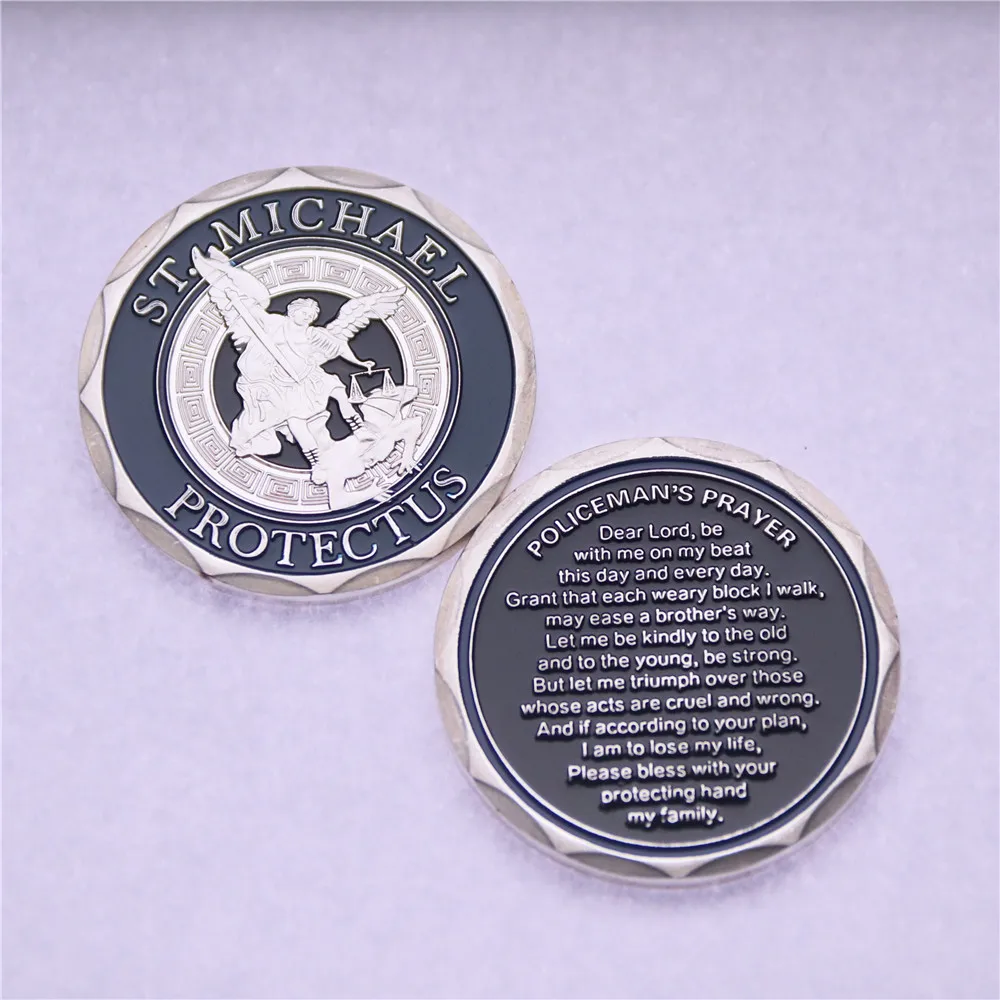 ST. MICHAEL
PROTECTUS
POLICEMAN'S PRAYER
Dear Lord, be
with me on my beat
this day and every day.
Grant that each weary block I walk,
may ease a brother's way.
Let me be kindly to the old
and to the young, be strong.
But let me triumph over those
whose acts are cruel and wrong.
And if according to your plan,
I am to lose my life,
Please bless with your
protecting hand
my family.